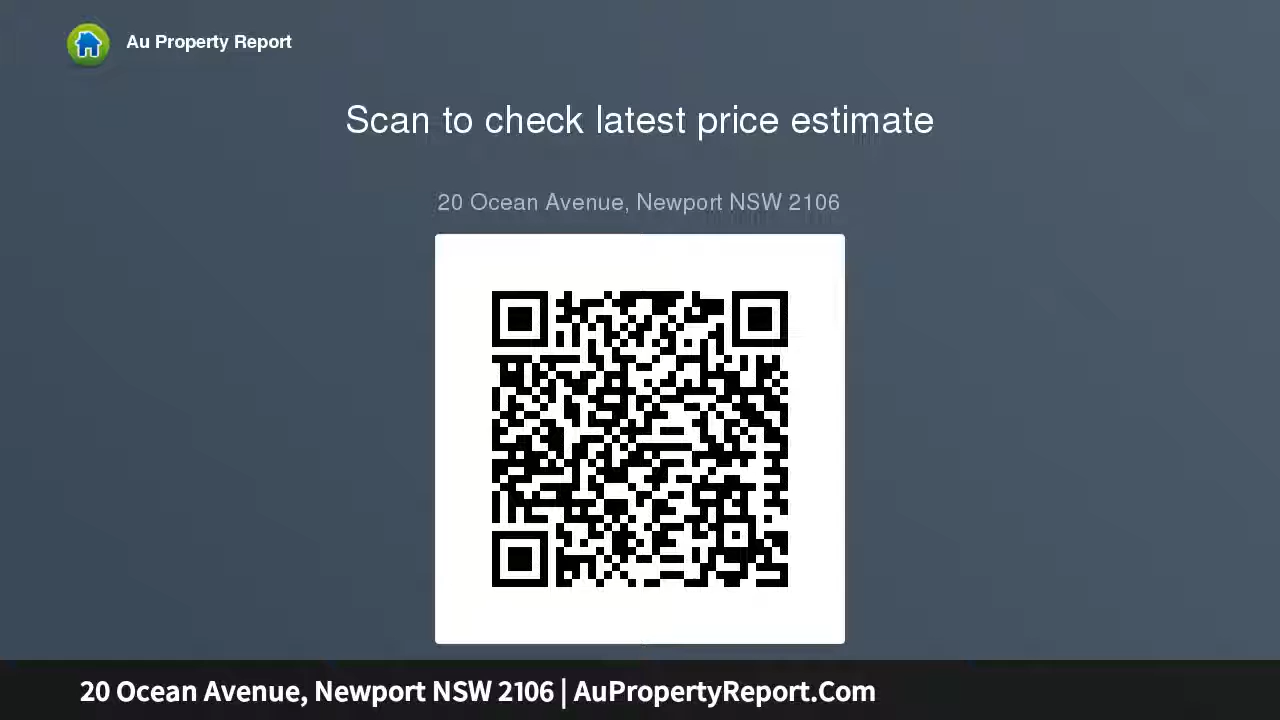 Au Property Report
Scan to check latest price estimate
20 Ocean Avenue, Newport NSW 2106
20 Ocean Avenue, Newport NSW 2106 | AuPropertyReport.Com